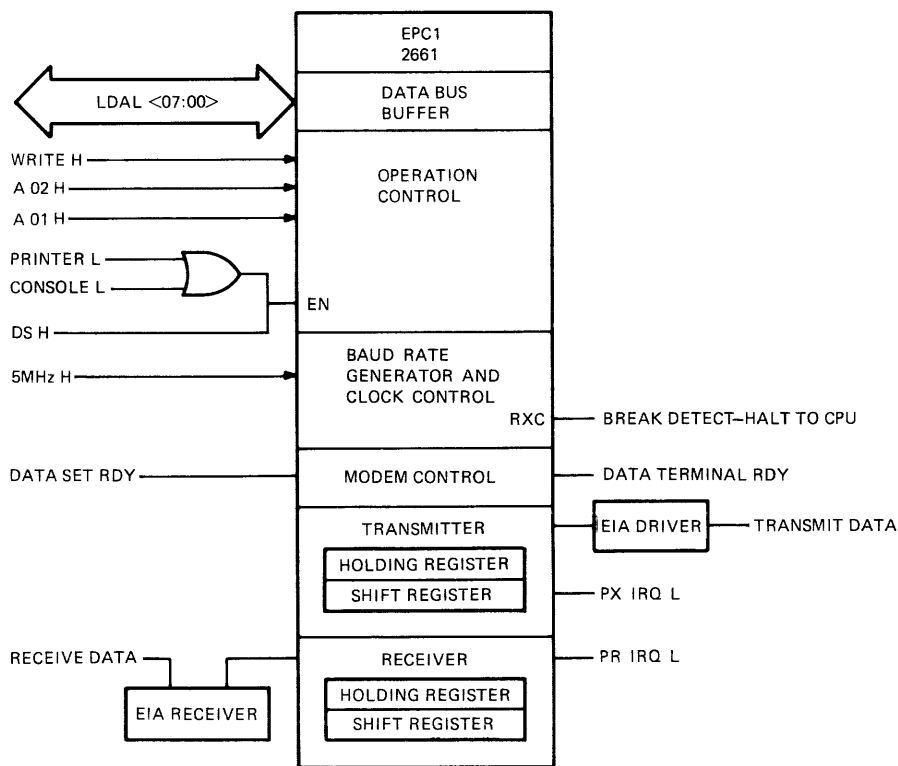 EPC1
2661
LDAL <07:00>
DATA BUS
BUFFER
WRITE H
A 02 H
A 01 H
OPERATION
CONTROL
PRINTER L
CONSOLE L
DS H
EN
5MHz H
BAUD RATE
GENERATOR AND
CLOCK CONTROL
RXC
BREAK DETECT–HALT TO CPU
DATA SET RDY
MODEM CONTROL
DATA TERMINAL RDY
TRANSMITTER
EIA DRIVER
TRANSMIT DATA
HOLDING REGISTER
SHIFT REGISTER
PX IRQ L
RECEIVE DATA
RECEIVER
PR IRQ L
EIA RECEIVER
HOLDING REGISTER
SHIFT REGISTER